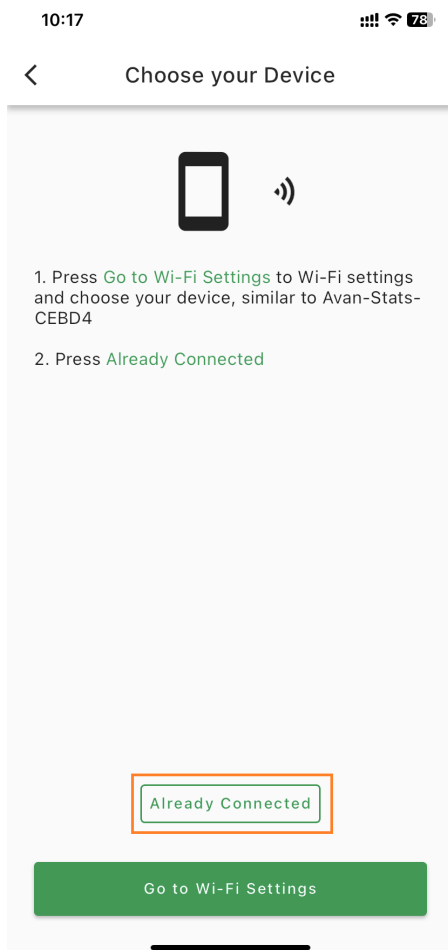 10:17
78
Choose your Device
1. Press Go to Wi-Fi Settings to Wi-Fi settings
and choose your device, similar to Avan-Stats-
CEBD4
2. Press Already Connected
Already Connected
Go to Wi-Fi Settings